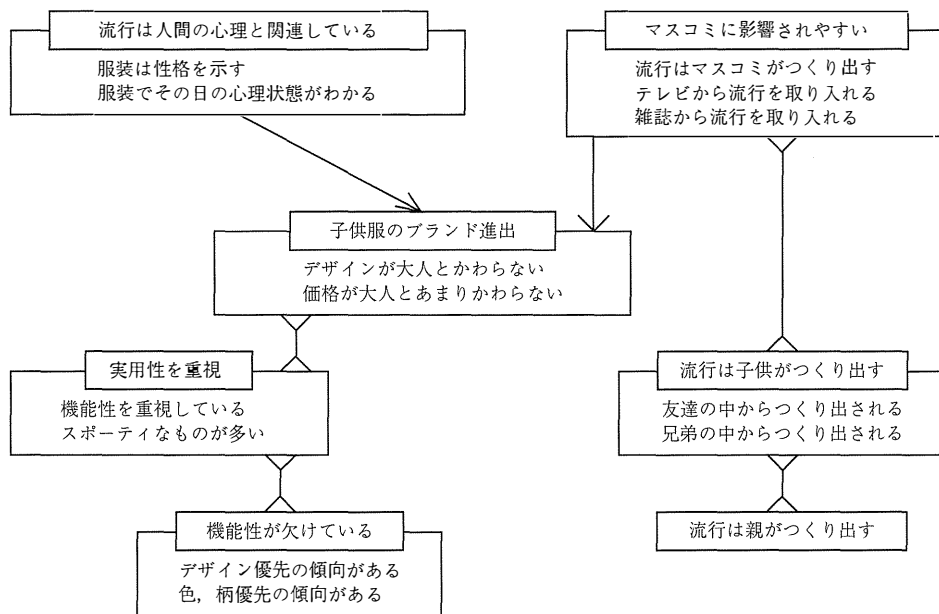 流行は人間の心理と関連している
服装は性格を示す
服装でその日の心理状態がわかる
マスコミに影響されやすい
流行はマスコミがつくり出す
テレビから流行を取り入れる
雑誌から流行を取り入れる
子供服のブランド進出
デザインが大人とかわらない
価格が大人とあまりかわらない
実用性を重視
機能性を重視している
スポーティなものが多い
流行は子供がつくり出す
友達の中からつくり出される
兄弟の中からつくり出される
機能性が欠けている
デザイン優先の傾向がある
色，柄優先の傾向がある
流行は親がつくり出す